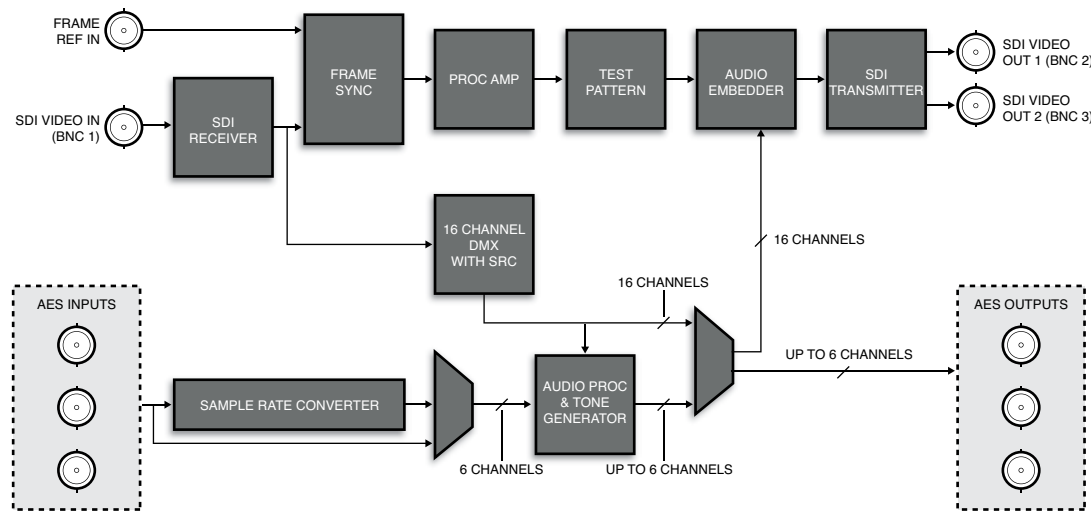 FRAME
REF IN
SDI VIDEO IN
(BNC 1)
SDI
RECEIVER
FRAME
SYNC
PROC AMP
TEST
PATTERN
AUDIO
EMBEDDER
SDI
TRANSMITTER
SDI VIDEO
OUT 1 (BNC 2)
SDI VIDEO
OUT 2 (BNC 3)
16 CHANNEL
DMX
WITH SRC
16 CHANNELS
16 CHANNELS
AES INPUTS
SAMPLE RATE CONVERTER
6 CHANNELS
AUDIO PROC
& TONE
GENERATOR
UP TO 6 CHANNELS
UP TO 6 CHANNELS
AES OUTPUTS